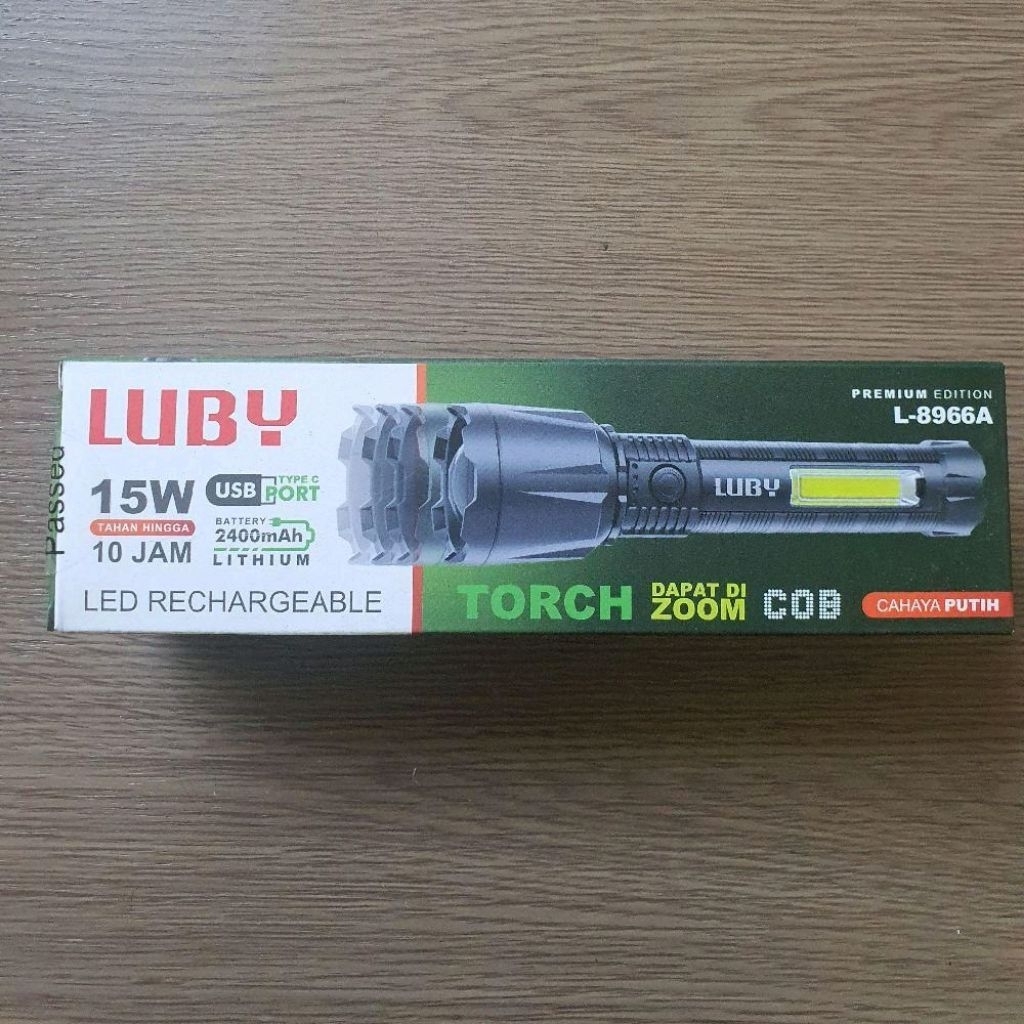 LUBY
15W
TAHAN HINGGA
10 JAM
USB TYPE C PORT
BATTERY
2400mAh
LITHIUM
LED RECHARGEABLE
Passed
PREMIUM EDITION
L-8966A
LUBY
TORCH
DAPAT DI
ZOOM
COB
CAHAYA PUTIH